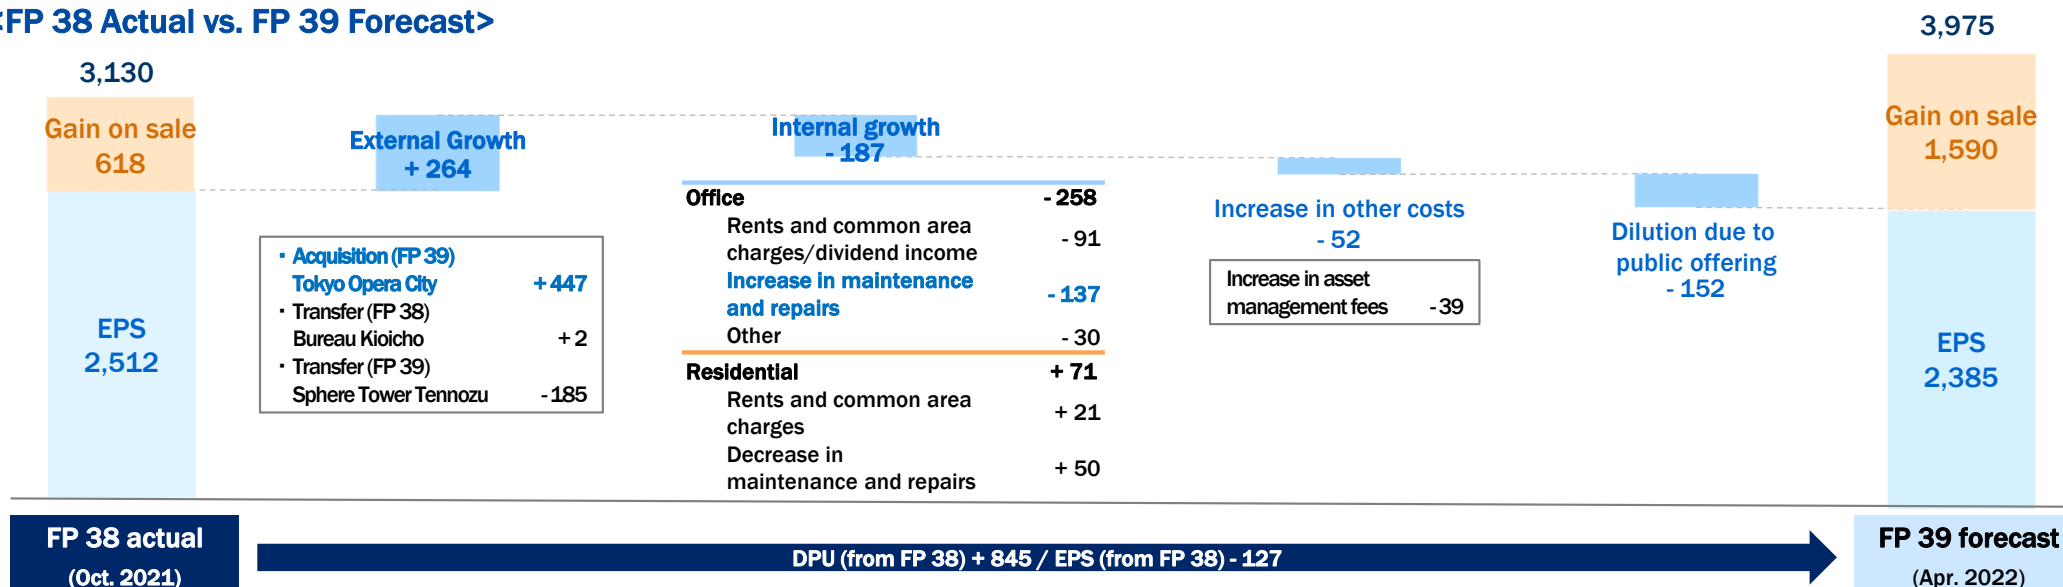 <FP 38 Actual vs. FP 39 Forecast>
3,130
Gain on sale
618
EPS
2,512
External Growth
+ 264
・ Acquisition (FP 39)
Tokyo Opera City + 447
・ Transfer (FP 38)
Bureau Kioicho + 2
・ Transfer (FP 39)
Sphere Tower Tennozu - 185
Internal growth
- 187
Office - 258
Rents and common area
charges/dividend income - 91
Increase in maintenance
and repairs - 137
Other - 30
Residential + 71
Rents and common area
charges + 21
Decrease in
maintenance and repairs + 50
Increase in other costs
- 52
Increase in asset
management fees - 39
Dilution due to
public offering
- 152
3,975
Gain on sale
1,590
EPS
2,385
FP 38 actual
(Oct. 2021)
DPU (from FP 38) + 845 / EPS (from FP 38) - 127
FP 39 forecast
(Apr. 2022)